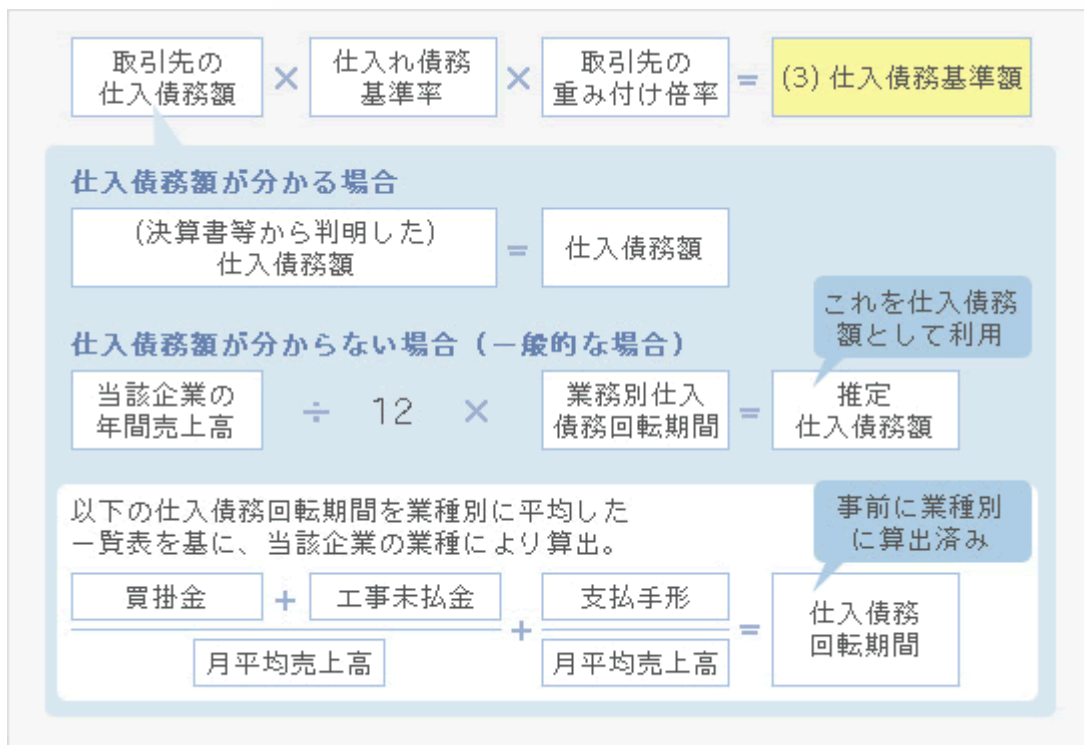 取引先の
仕入債務額
×
仕入れ債務
基準率
×
取引先の
重み付け倍率
=
(3) 仕入債務基準額
仕入債務額が分かる場合
(決算書等から判明した)
仕入債務額
=
仕入債務額
これを仕入債務
額として利用
仕入債務額が分からない場合（一般的な場合）
当該企業の
年間売上高
÷ 12 ×
業務別仕入
債務回転期間
=
推定
仕入債務額
以下の仕入債務回転期間を業種別に平均した
一覧表を基に、当該企業の業種により算出。
事前に業種別
に算出済み
買掛金
+
工事未払金
月平均売上高
+
支払手形
月平均売上高
=
仕入債務
回転期間